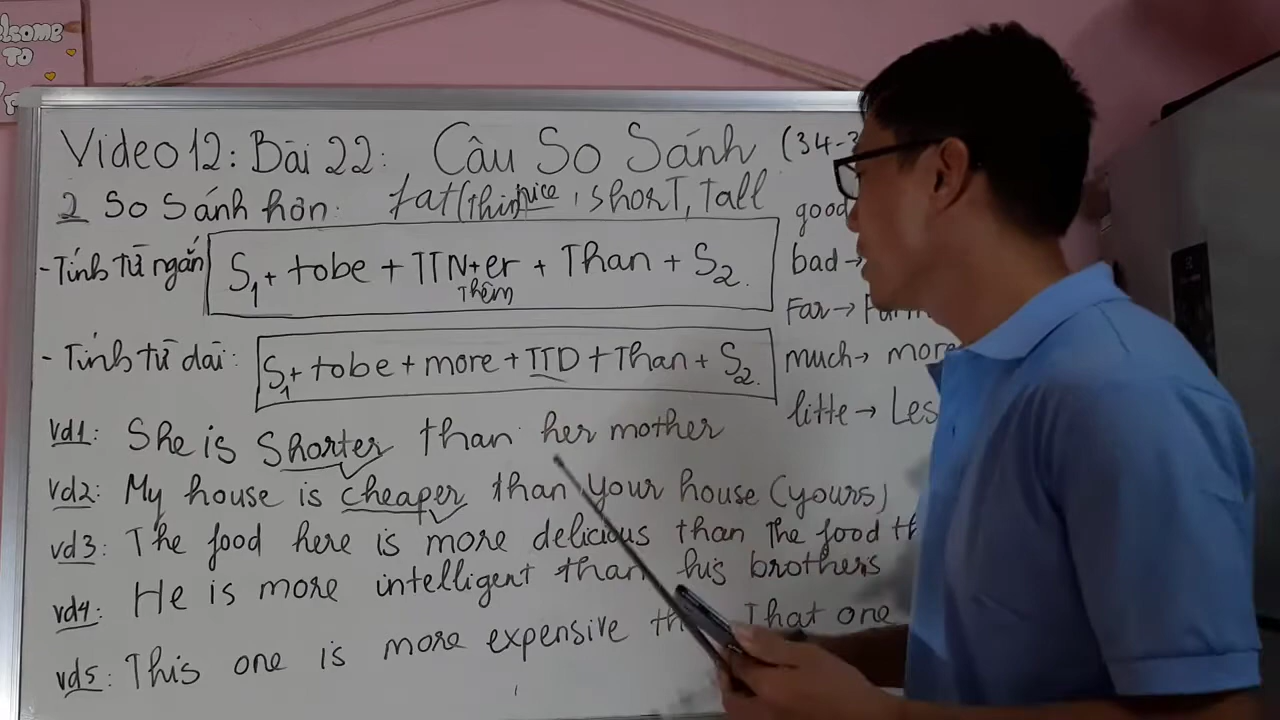 elcome
TO
Video 12: Bài 22: Câu So Sánh (34-3
2 So Sánh hơn: fat (thin) nice, short, Tall
- Tính từ ngắn S1 + tobe + TTN+er + Than + S2.
Thêm
- Tính từ dài: S1 + tobe + more + TTD + Than + S2.
good
bad →
Far →
much → more
litte → Les
vd1: She is Shorter than her mother
vd2: My house is cheaper than your house (yours)
vd3: The food here is more delicious than The food th
vd4: He is more intelligent than his brothers
vd5: This one is more expensive th That one